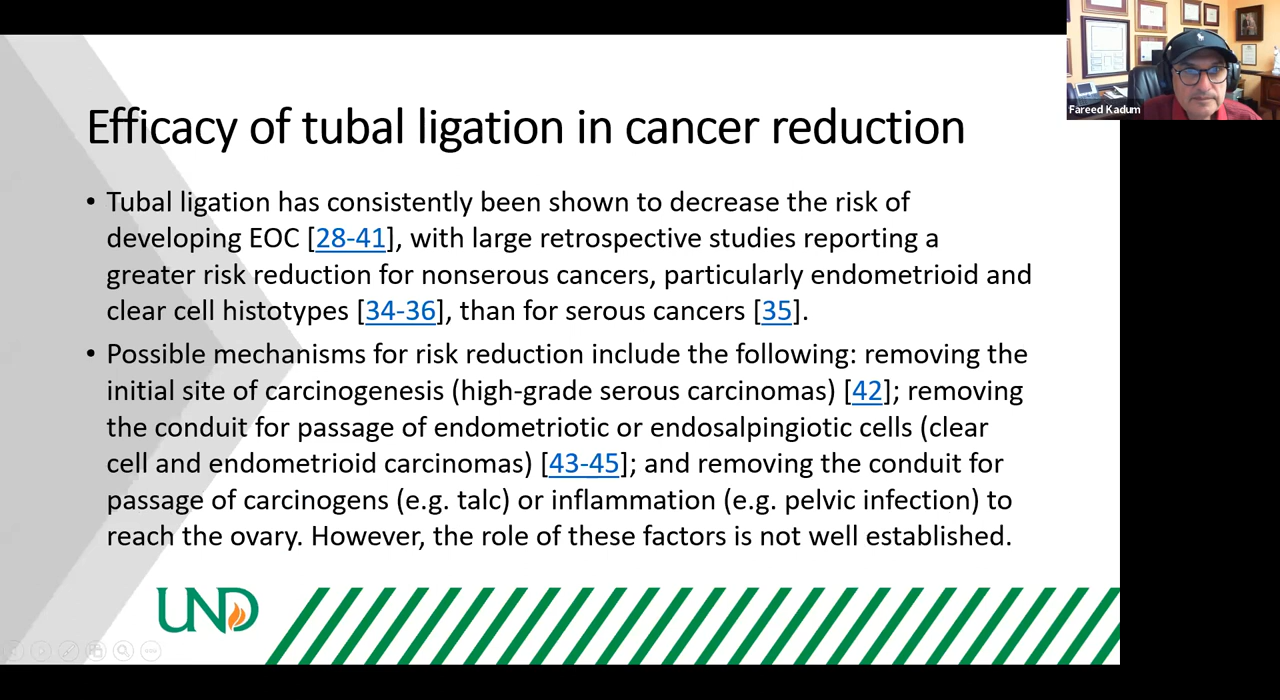 Fareed Kadum
Efficacy of tubal ligation in cancer reduction
• Tubal ligation has consistently been shown to decrease the risk of
developing EOC [28-41], with large retrospective studies reporting a
greater risk reduction for nonserous cancers, particularly endometrioid and
clear cell histotypes [34-36], than for serous cancers [35].
• Possible mechanisms for risk reduction include the following: removing the
initial site of carcinogenesis (high-grade serous carcinomas) [42]; removing
the conduit for passage of endometriotic or endosalpingiotic cells (clear
cell and endometrioid carcinomas) [43-45]; and removing the conduit for
passage of carcinogens (e.g. talc) or inflammation (e.g. pelvic infection) to
reach the ovary. However, the role of these factors is not well established.
UND